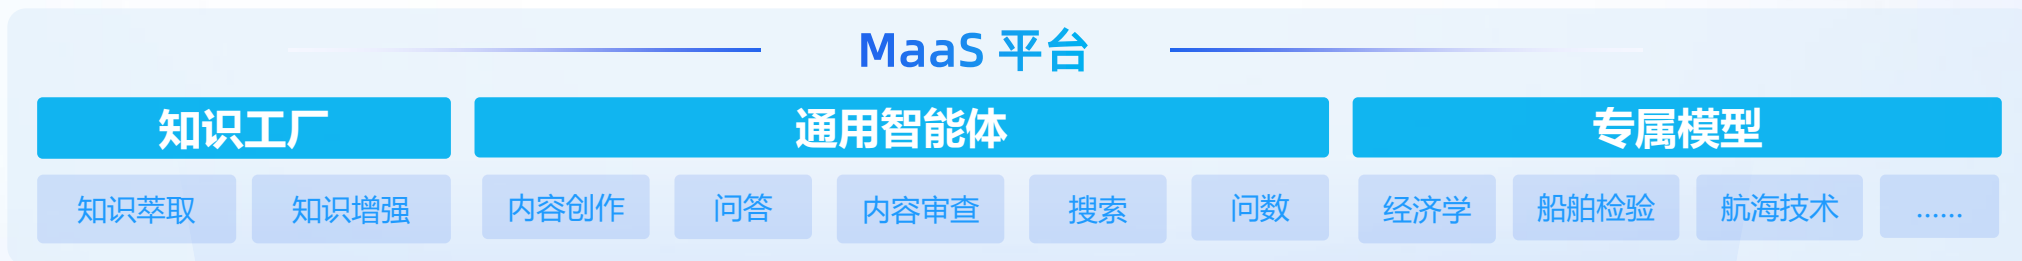 MaaS 平台
知识工厂 通用智能体 专属模型
知识萃取 知识增强 内容创作 问答 内容审查 搜索 问数 经济学 船舶检验 航海技术 ......